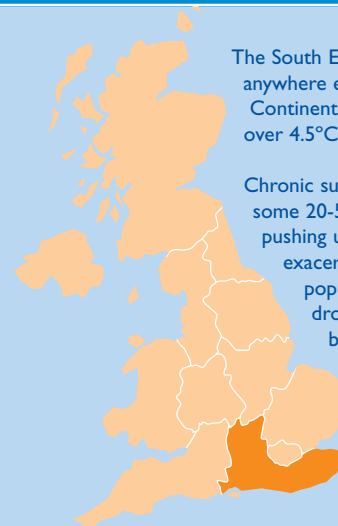 The South E
anywhere e
Continent
over 4.5°C
Chronic su
some 20-5
pushing u
exacer
pop
dro
b